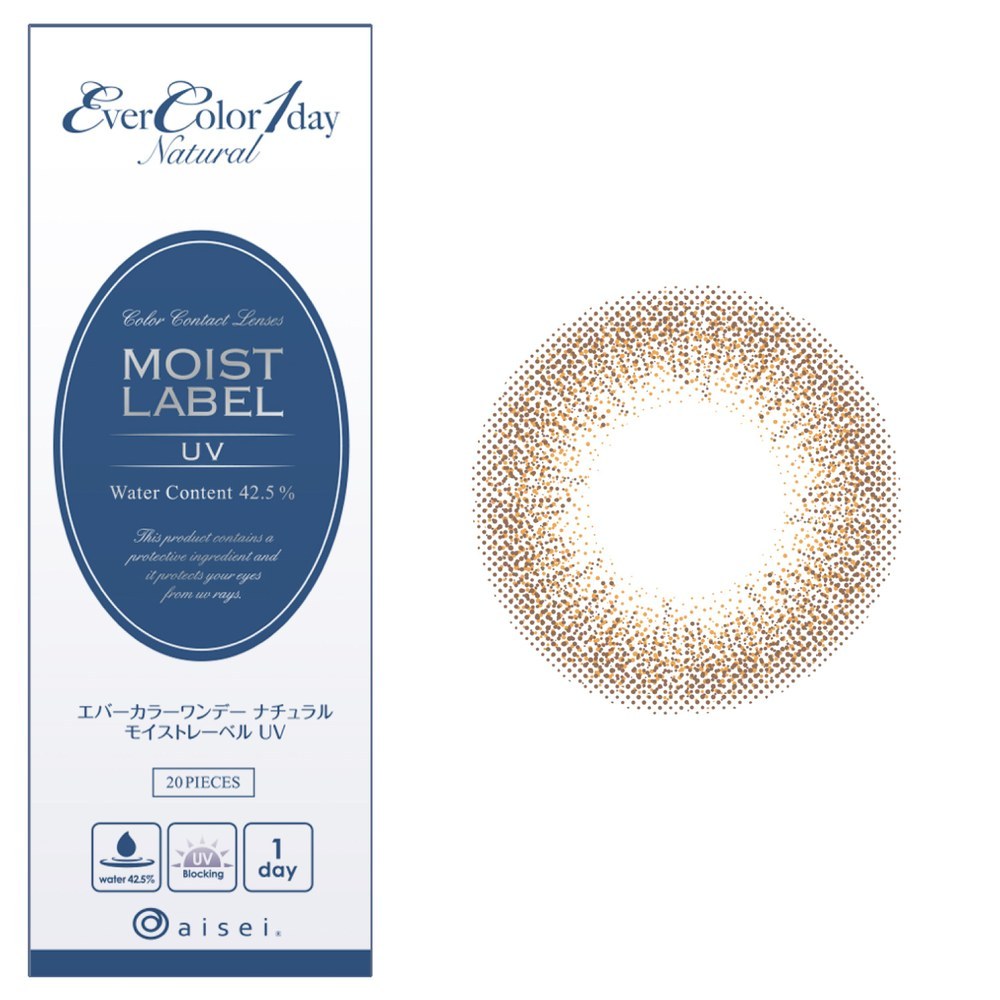 EverColor1day
Natural
Color Contact Lenses
MOIST
LABEL
UV
Water Content 42.5%
This product contains a
protective ingredient and
it protects your eyes
from uv rays.
エバーカラーワンデー ナチュラル
モイストレーベル UV
20 PIECES
water 42.5%
UV
Blocking
1
day
aisei®